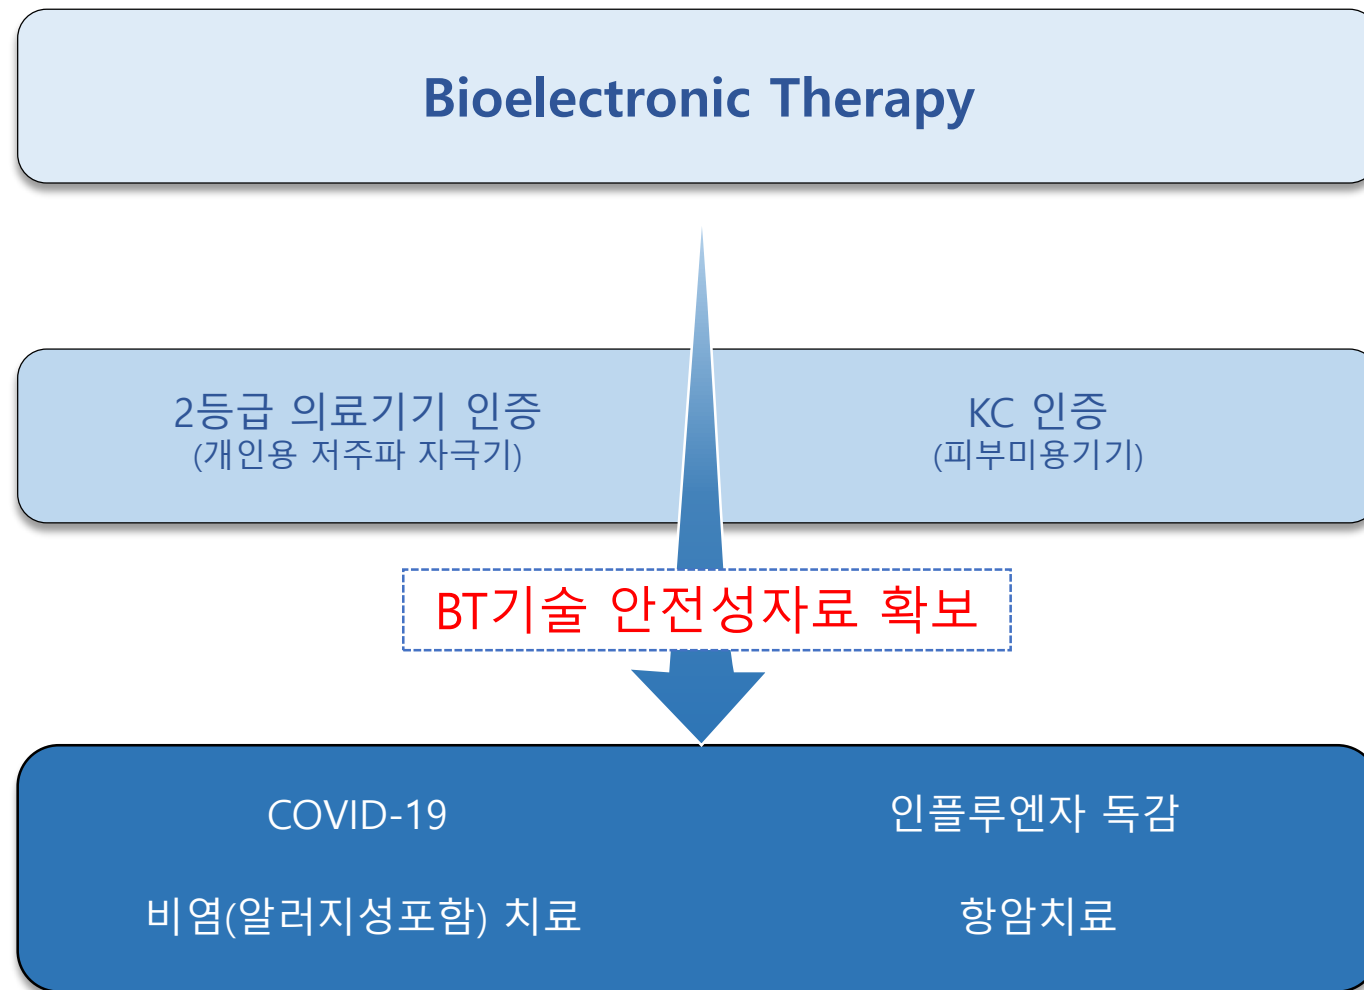 Bioelectronic Therapy
2등급 의료기기 인증
(개인용 저주파 자극기)
KC 인증
(피부미용기기)
BT기술 안전성자료 확보
COVID-19
인플루엔자 독감
비염(알러지성포함) 치료
항암치료